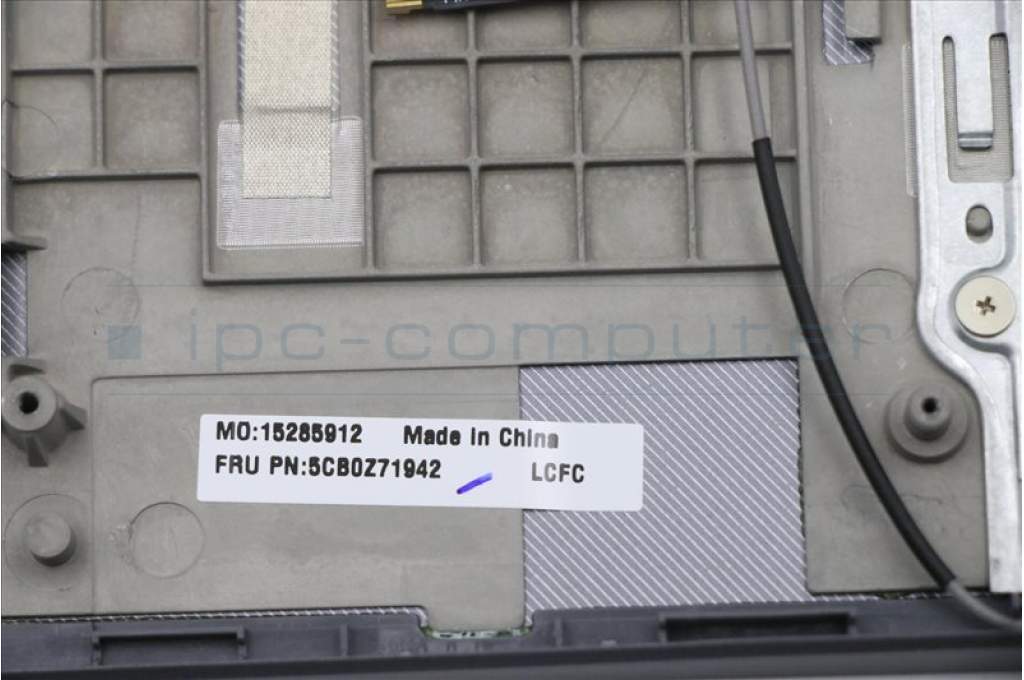 ipc-computer
MO:15285912 Made in China
FRU PN:5CB0Z71942 LCFC